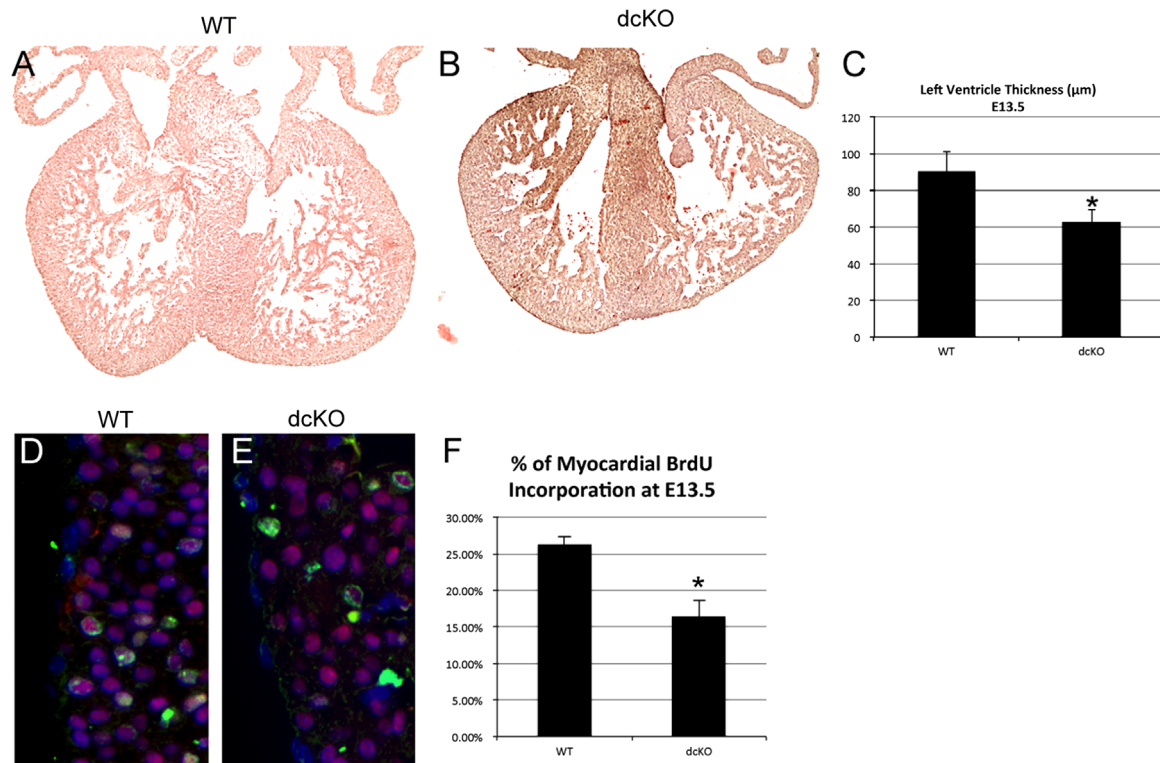 WT
dcKO
A
B
C
Left Ventricle Thickness (µm)
E13.5
120
100
80
60
40
20
0
*
WT
dcKO
WT
dcKO
D
E
F
% of Myocardial BrdU
Incorporation at E13.5
30.00%
25.00%
20.00%
15.00%
10.00%
5.00%
0.00%
*
WT
dcKO